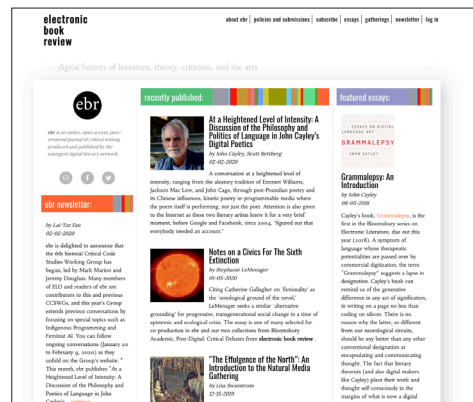 electronic
book
review
about ebr | policies and submissions | subscribe | essays | gatherings | newsletter | log in
digital futures of literature, theory, criticism, and the arts
ebr
ebr is an online, open access, peer-
reviewed journal of critical writing
produced and published by the
emergent digital literary network.
ebr newsletter:
by Lai-Tze Fan
02-02-2020
ebr is delighted to announce that
the 6th biennial Critical Code
Studies Working Group has
begun, led by Mark Marino and
Jeremy Douglass. Many members
of ELO and readers of ebr are
contributors to this and previous
CCSWGs, and this year's Group
extends previous conversations by
focusing on special topics such as
Indigenous Programming and
Feminist AI. You can follow
ongoing conversations (January 20
to February 9, 2020) as they
unfold on the Group's website. *
This month, ebr publishes "At a
Heightened Level of Intensity: A
Discussion of the Philosophy and
Politics of Language in John
recently published:
At a Heightened Level of Intensity: A
Discussion of the Philosophy and
Politics of Language in John Cayley's
Digital Poetics
by John Cayley, Scott Rettberg
02-02-2020
A conversation at a heightened level of
intensity, ranging from the aleatory tradition of Emmett Williams,
Jackson Mac Low, and John Cage, through post-Poundian poetry and
its Chinese influences, kinetic poetry or programmable media where
the poem itself is performing, not just the poet. Attention is also given
to the Internet as these two literary artists knew it for a very brief
moment, before Google and Facebook, circa 2004, 'figured out that
everybody needed an account.'
Notes on a Civics For The Sixth
Extinction
by Stephanie LeMenager
01-05-2020
Citing Catherine Gallagher on 'fictionality' as
the 'ontological ground of the novel,'
LeMenager seeks a similar 'alternative
grounding' for progressive, transgenerational social change in a time of
epistemic and ecological crisis. The essay is one of many selected for
co-production in ebr and our two collections from Bloomsbury
Academic, Post-Digital: Critical Debates from electronic book review .
"The Effulgence of the North": An
Introduction to the Natural Media
Gathering
by Lisa Swanstrom
12-15-2019
featured essays:
ESSAYS ON DIGITAL
LANGUAGE ART
GRAMMALEPSY
JOHN CAYLEY
Grammalepsy: An
Introduction
by John Cayley
08-05-2018
Cayley's book, Grammalepsy, is the
first in the Bloomsbury series on
Electronic Literature, due out this
year (2018). A symptom of
language whose therapeutic
potentialities are passed over by
commercial digitization, the term
"Grammalepsy" suggests a lapse in
designation. Cayley's book can
remind us of the generative
difference in any act of signification,
in writing on a page no less than
coding on silicon. There is no
reason why the latter, no different
from our neurological circuits,
should be any better than any other
conventional designation at
encapsulating and communicating
thought. The fact that literary
theorists (and also digital makers
like Cayley) place their work and
thought self-consciously in the
margins of what is now a digital